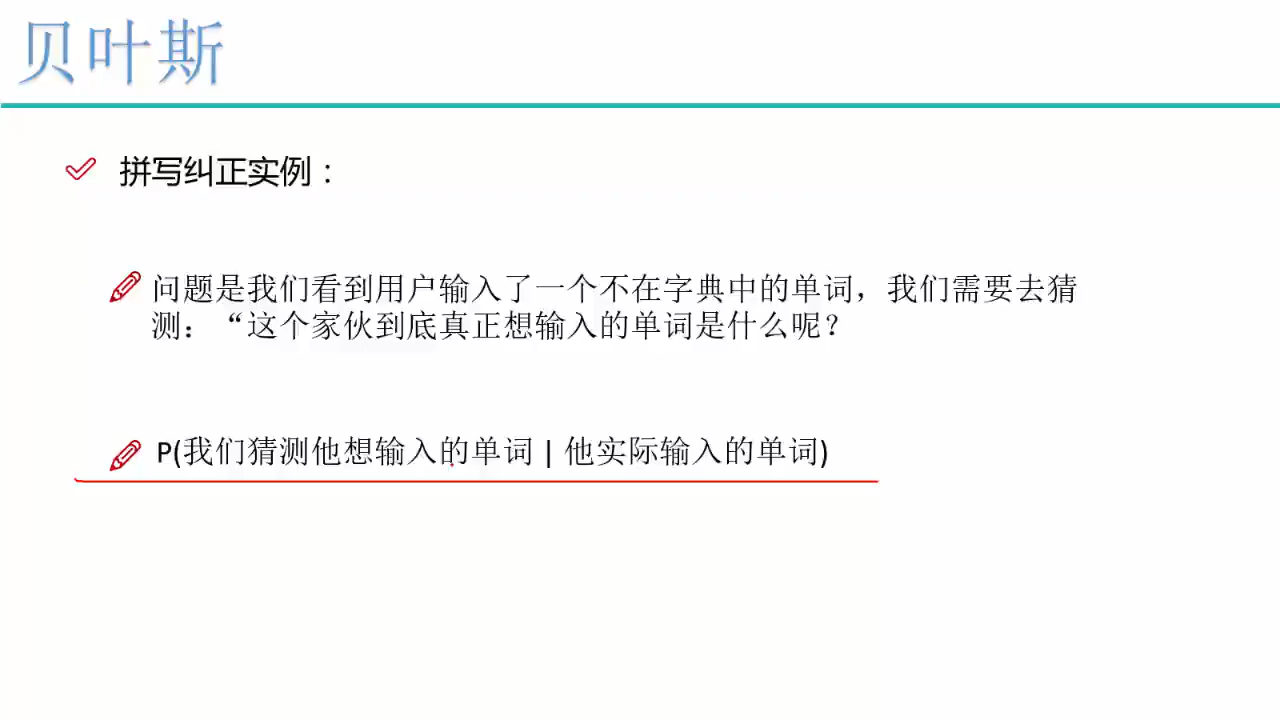 贝叶斯
拼写纠正实例：
问题是我们看到用户输入了一个不在字典中的单词，我们需要去猜
测：“这个家伙到底真正想输入的单词是什么呢？
P(我们猜测他想输入的单词 | 他实际输入的单词)